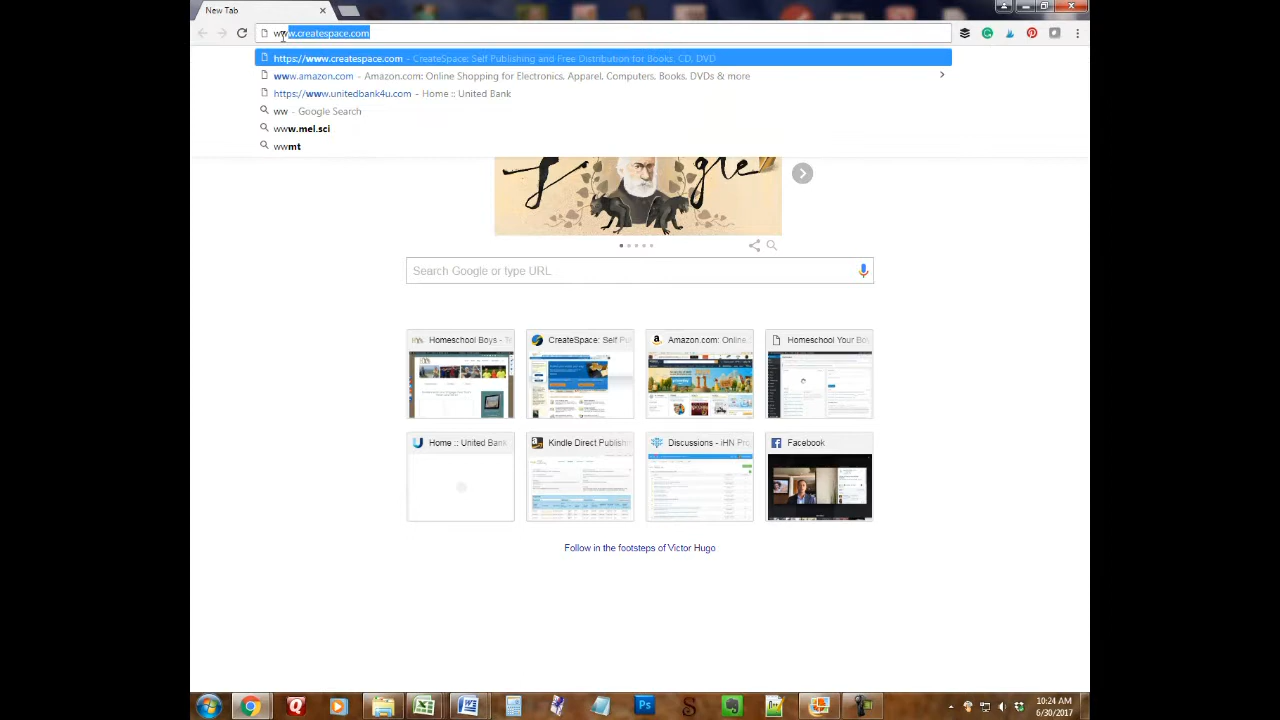 New Tab
www.createspace.com
https://www.createspace.com - CreateSpace: Self Publishing and Free Distribution for Books, CD, DVD
www.amazon.com - Amazon.com: Online Shopping for Electronics, Apparel, Computers, Books, DVDs & more
https://www.unitedbank4u.com - Home :: United Bank
ww - Google Search
www.mel.sci
wwmt
Search Google or type URL
Homeschool Boys - T
CreateSpace: Self Pu
Amazon.com: Online
Homeschool Your Bo
Home :: United Bank
Kindle Direct Publish
Discussions - iHN Pro
Facebook
Follow in the footsteps of Victor Hugo
Ps
10:24 AM
6/30/2017